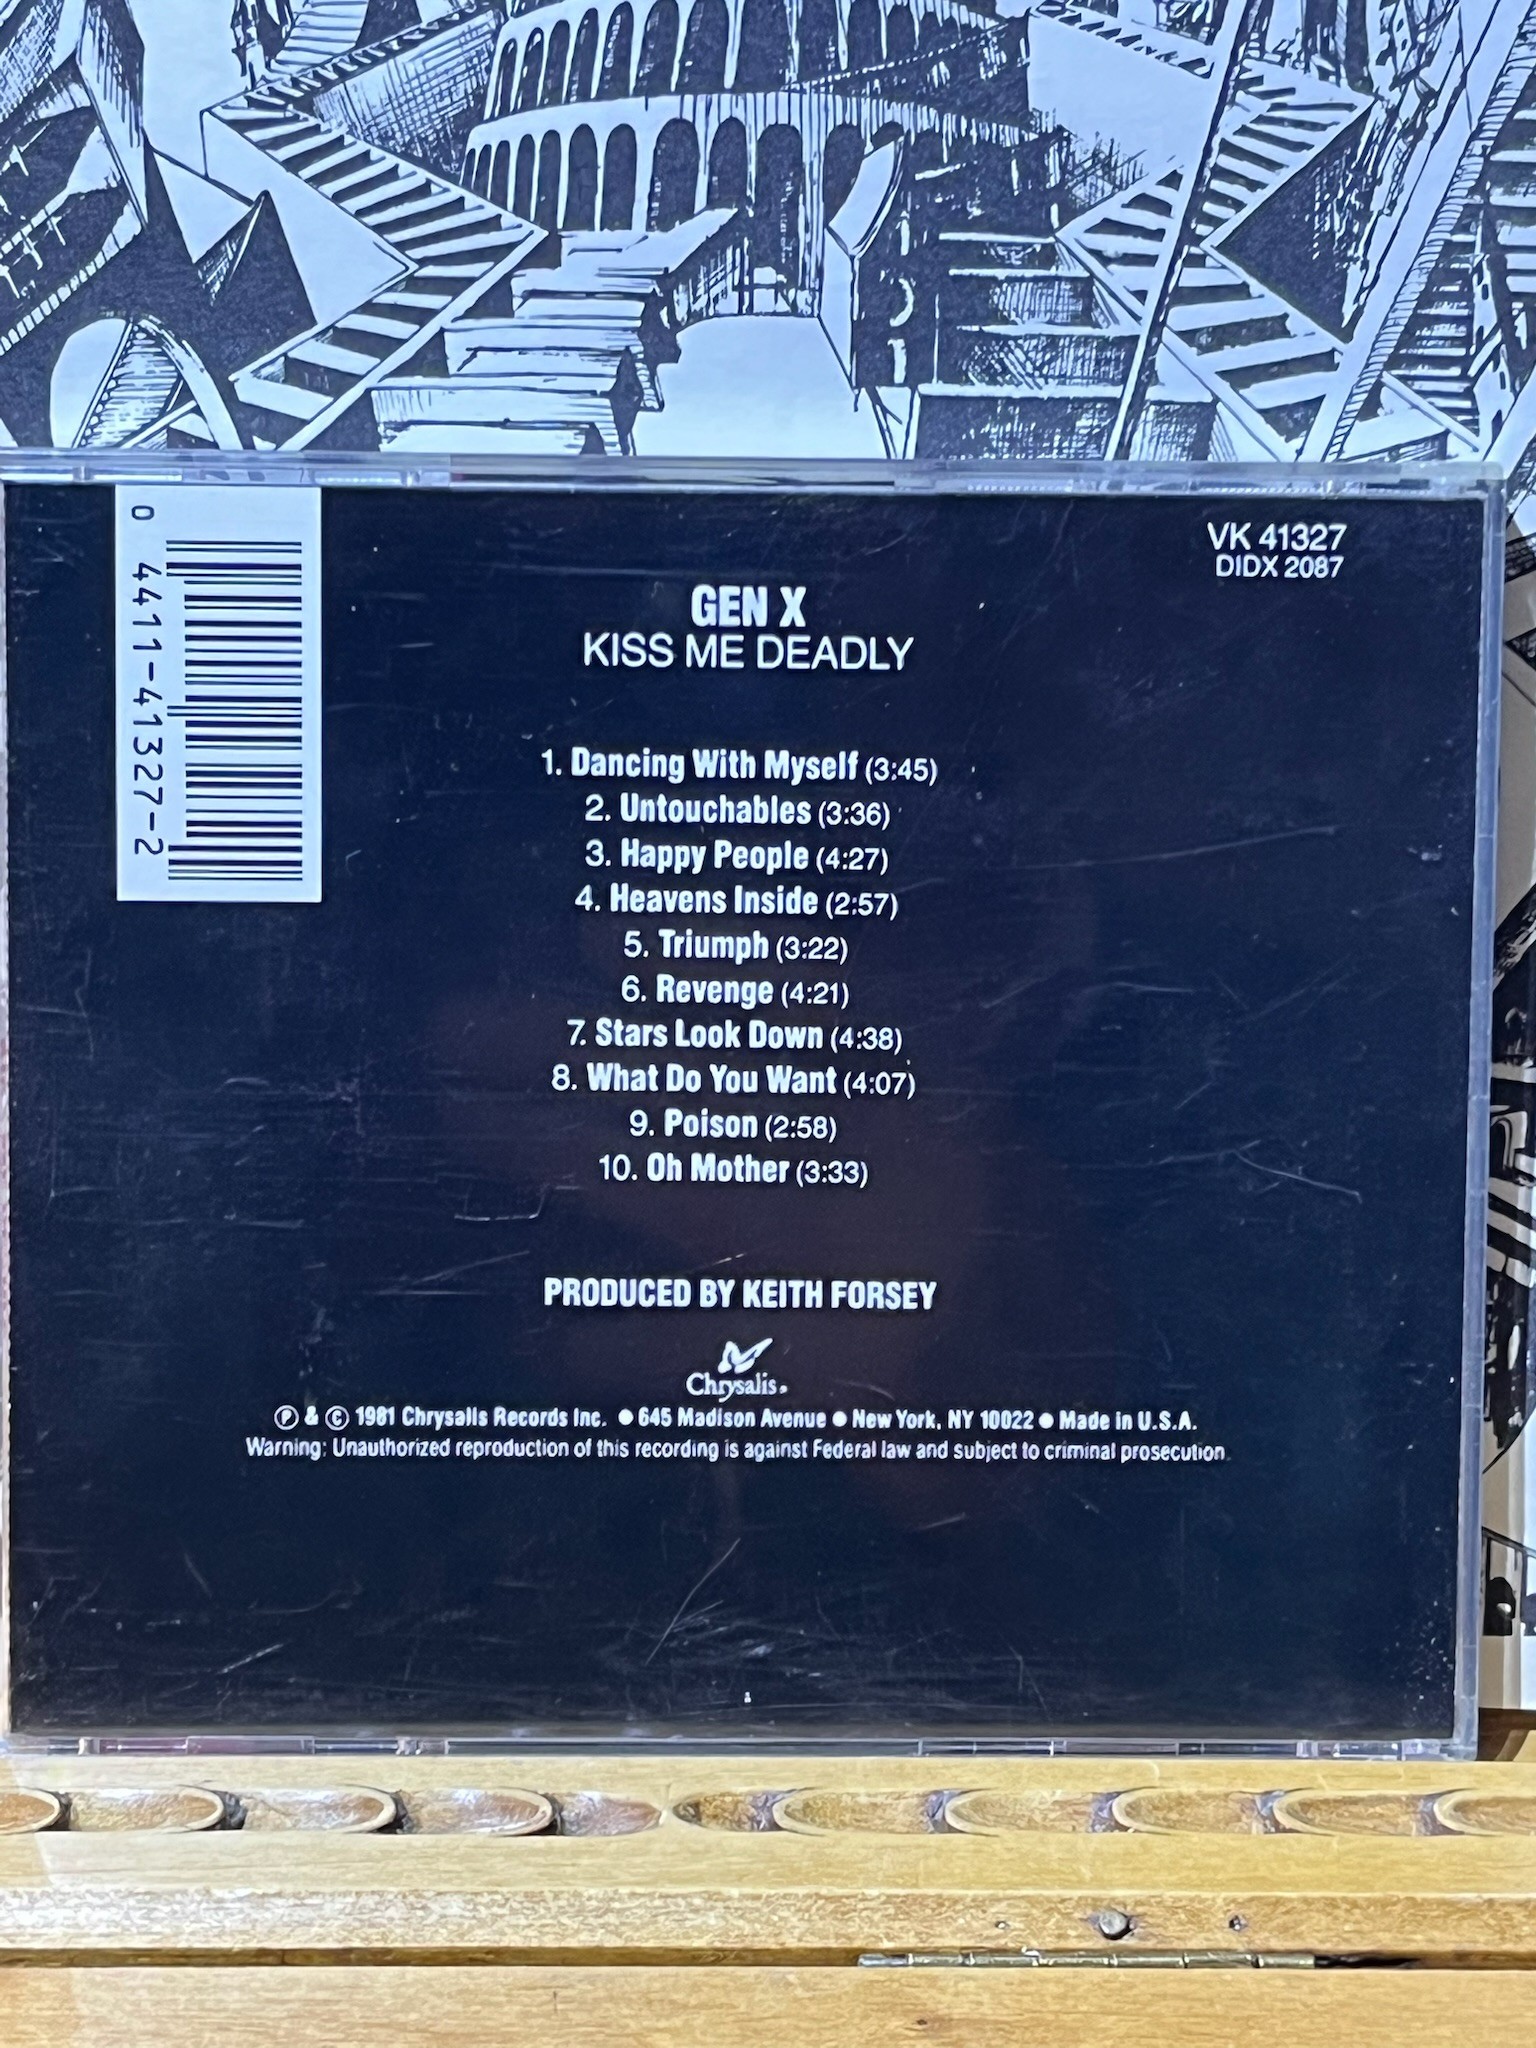 0 4411-41327-2
VK 41327
DIDX 2087
GEN X
KISS ME DEADLY
1. Dancing With Myself (3:45)
2. Untouchables (3:36)
3. Happy People (4:27)
4. Heavens Inside (2:57)
5. Triumph (3:22)
6. Revenge (4:21)
7. Stars Look Down (4:38)
8. What Do You Want (4:07)
9. Poison (2:58)
10. Oh Mother (3:33)
PRODUCED BY KEITH FORSEY
Chrysalis®
Ⓟ & © 1981 Chrysalis Records Inc. ● 645 Madison Avenue ● New York, NY 10022 ● Made in U.S.A.
Warning: Unauthorized reproduction of this recording is against Federal law and subject to criminal prosecution.